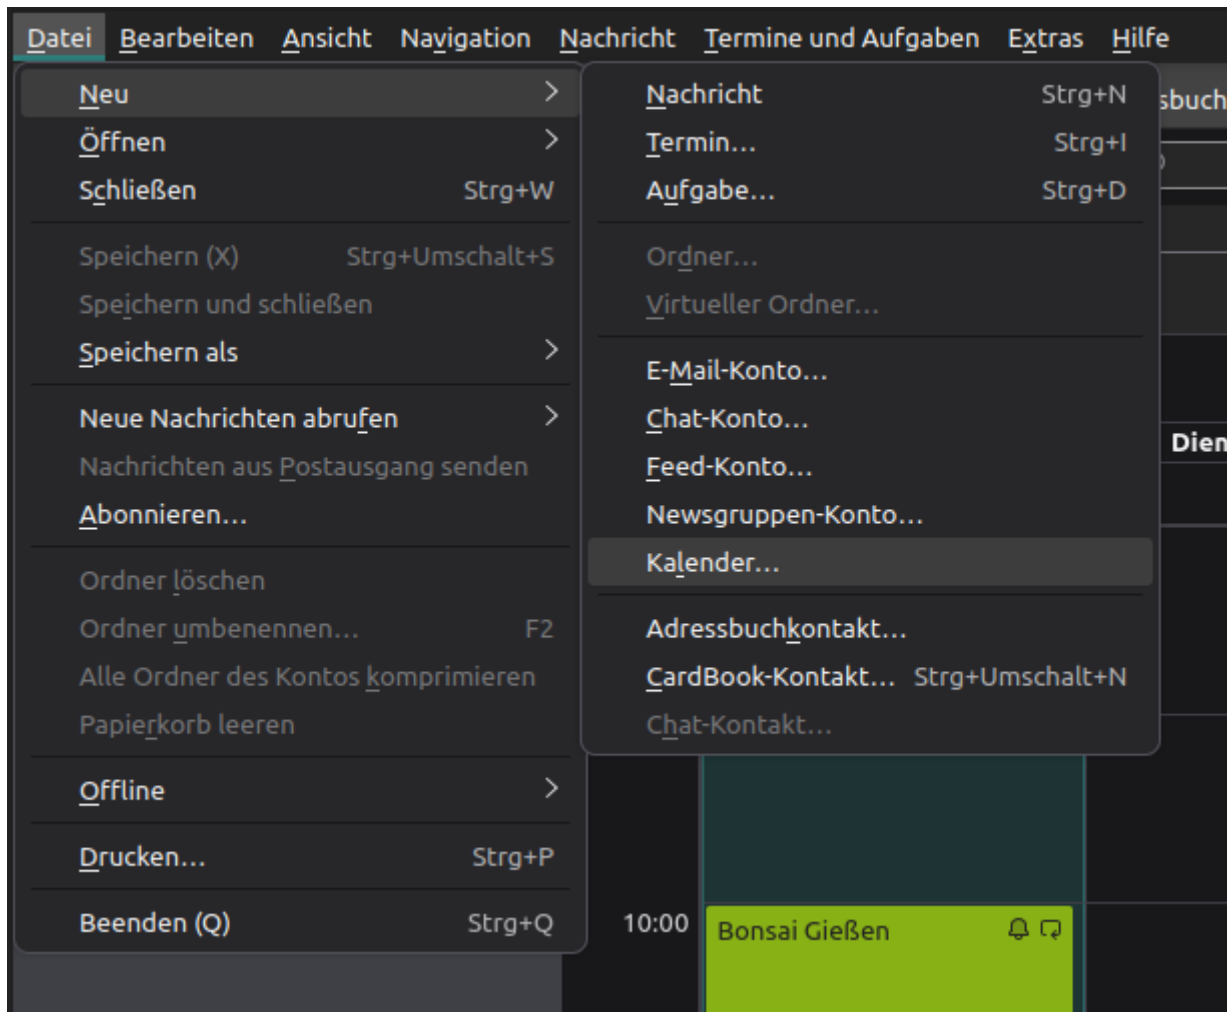 Datei Bearbeiten Ansicht Navigation Nachricht Termine und Aufgaben Extras Hilfe
Neu
Öffnen
Schließen Strg+W
Speichern (X) Strg+Umschalt+S
Speichern und schließen
Speichern als
Neue Nachrichten abrufen
Nachrichten aus Postausgang senden
Abonnieren…
Ordner löschen
Ordner umbenennen… F2
Alle Ordner des Kontos komprimieren
Papierkorb leeren
Offline
Drucken… Strg+P
Beenden (Q) Strg+Q
Nachricht Strg+N
Termin… Strg+I
Aufgabe… Strg+D
Ordner…
Virtueller Ordner…
E-Mail-Konto…
Chat-Konto…
Feed-Konto…
Newsgruppen-Konto…
Kalender…
Adressbuchkontakt…
CardBook-Kontakt… Strg+Umschalt+N
Chat-Kontakt…
sbuch
Dien
10:00
Bonsai Gießen